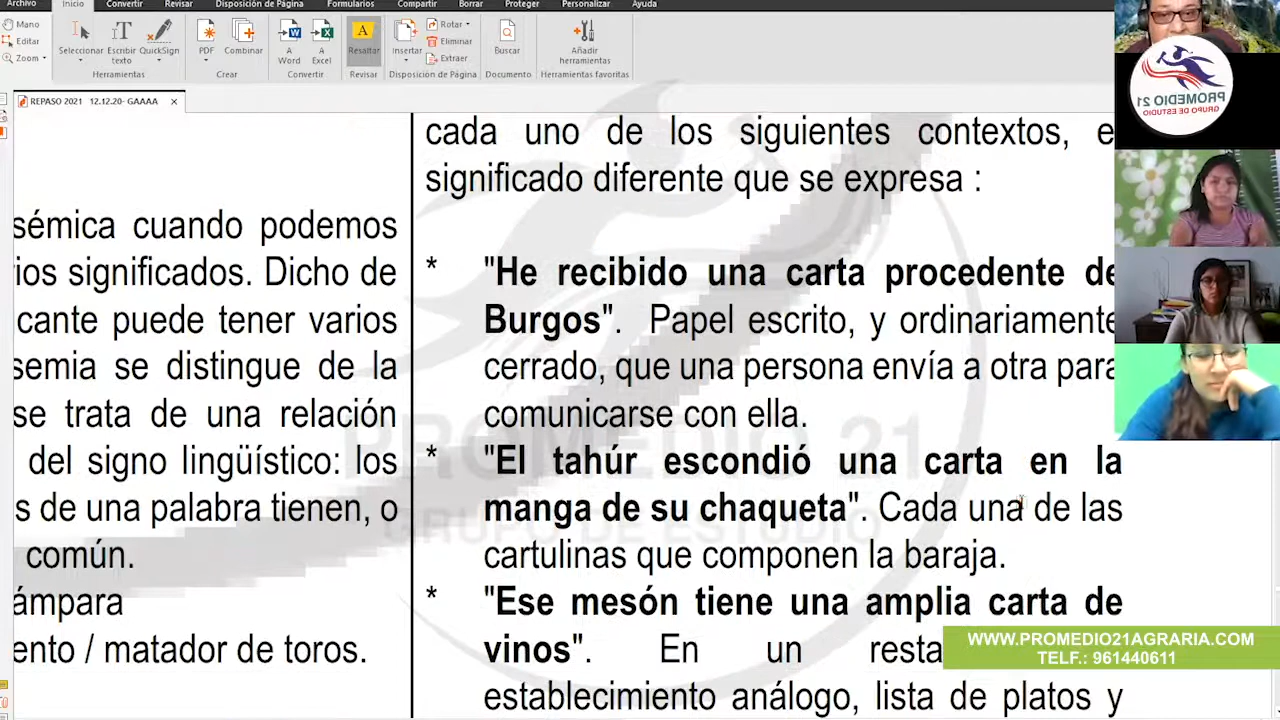 Archivo Inicio Convertir Revisar Disposición de Página Formularios Compartir Borrar Proteger Personalizar Ayuda
Mano
Editar
Zoom
Seleccionar
Escribir texto
QuickSign
Herramientas
PDF
Combinar
Crear
A Word
A Excel
Convertir
Resaltar
Revisar
Insertar
Rotar
Eliminar
Extraer
Disposición de Página
Buscar
Documento
Añadir herramientas
Herramientas favoritas
REPASO 2021 12.12.20- GAAAA
sémica cuando podemos
ios significados. Dicho de
cante puede tener varios
semia se distingue de la
se trata de una relación
del signo lingüístico: los
s de una palabra tienen, o
común.
ámpara
ento / matador de toros.
cada uno de los siguientes contextos, e
significado diferente que se expresa :
* "He recibido una carta procedente de
Burgos". Papel escrito, y ordinariamente
cerrado, que una persona envía a otra para
comunicarse con ella.
* "El tahúr escondió una carta en la
manga de su chaqueta". Cada una de las
cartulinas que componen la baraja.
* "Ese mesón tiene una amplia carta de
vinos". En un resta
establecimiento análogo, lista de platos y
PROMEDIO 21
GRUPO DE ESTUDIO
PROMEDIO 21
GRUPO DE ESTUDIO
WWW.PROMEDIO21AGRARIA.COM
TELF.: 961440611